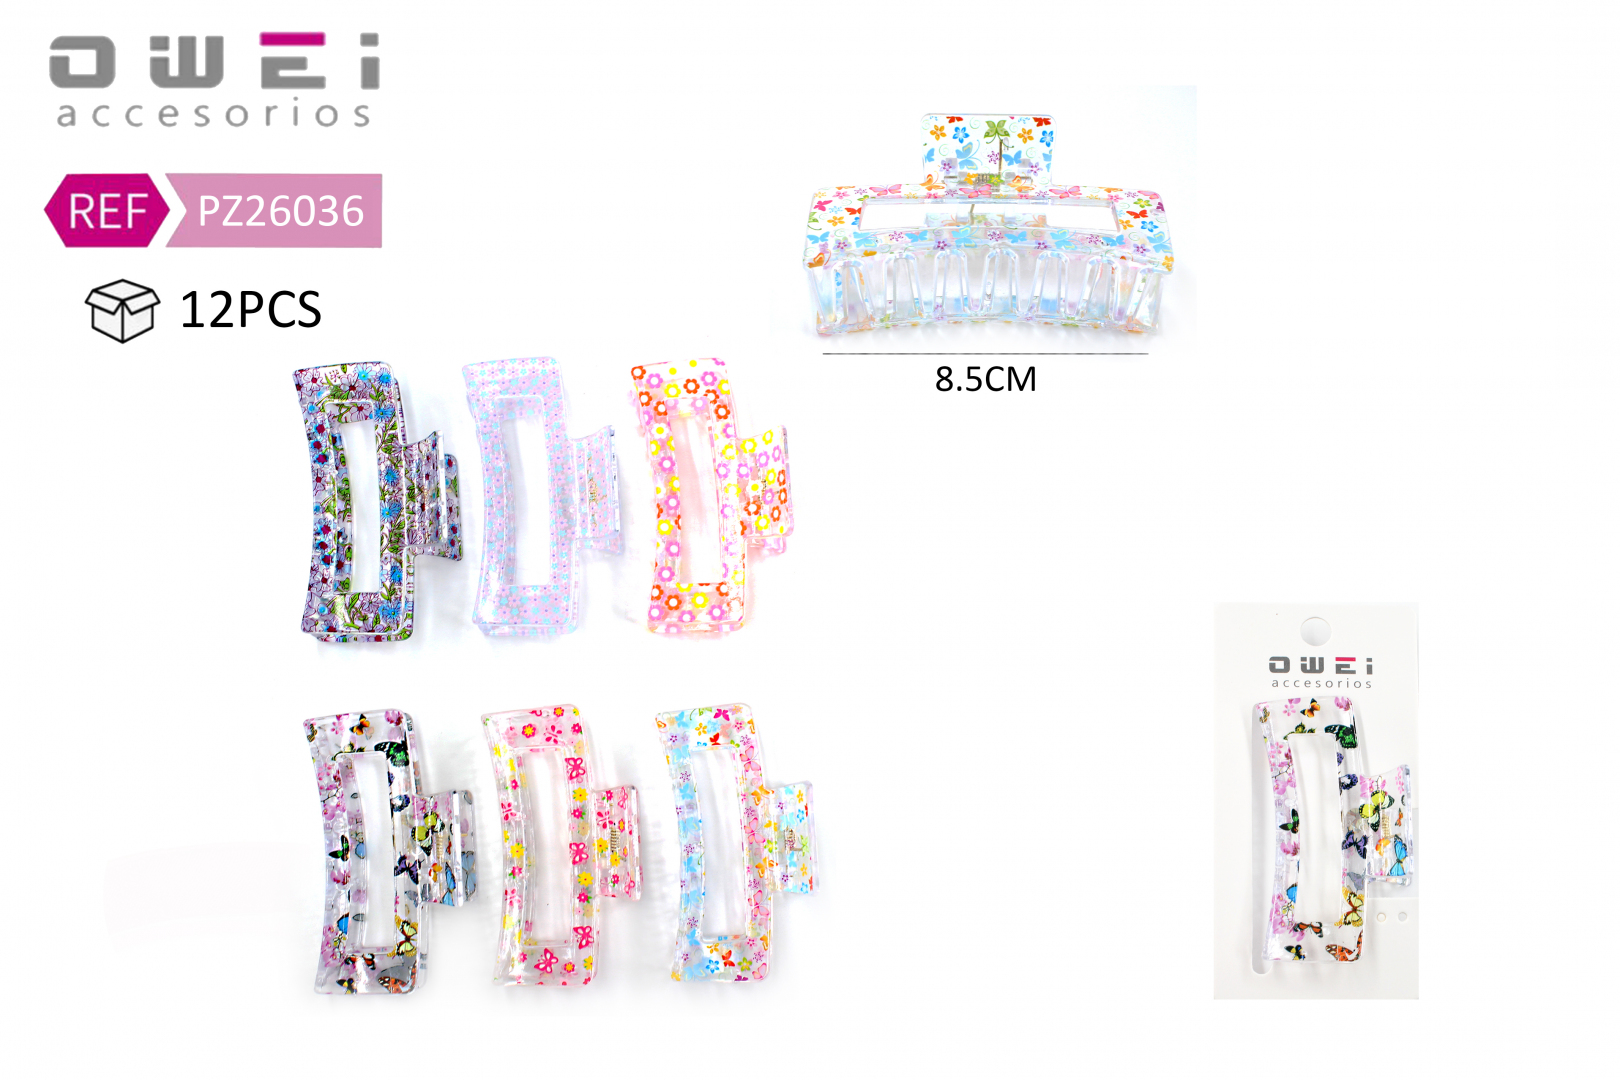 OWEi
accesorios
REF PZ26036
12PCS
8.5CM
OWEi
accesorios